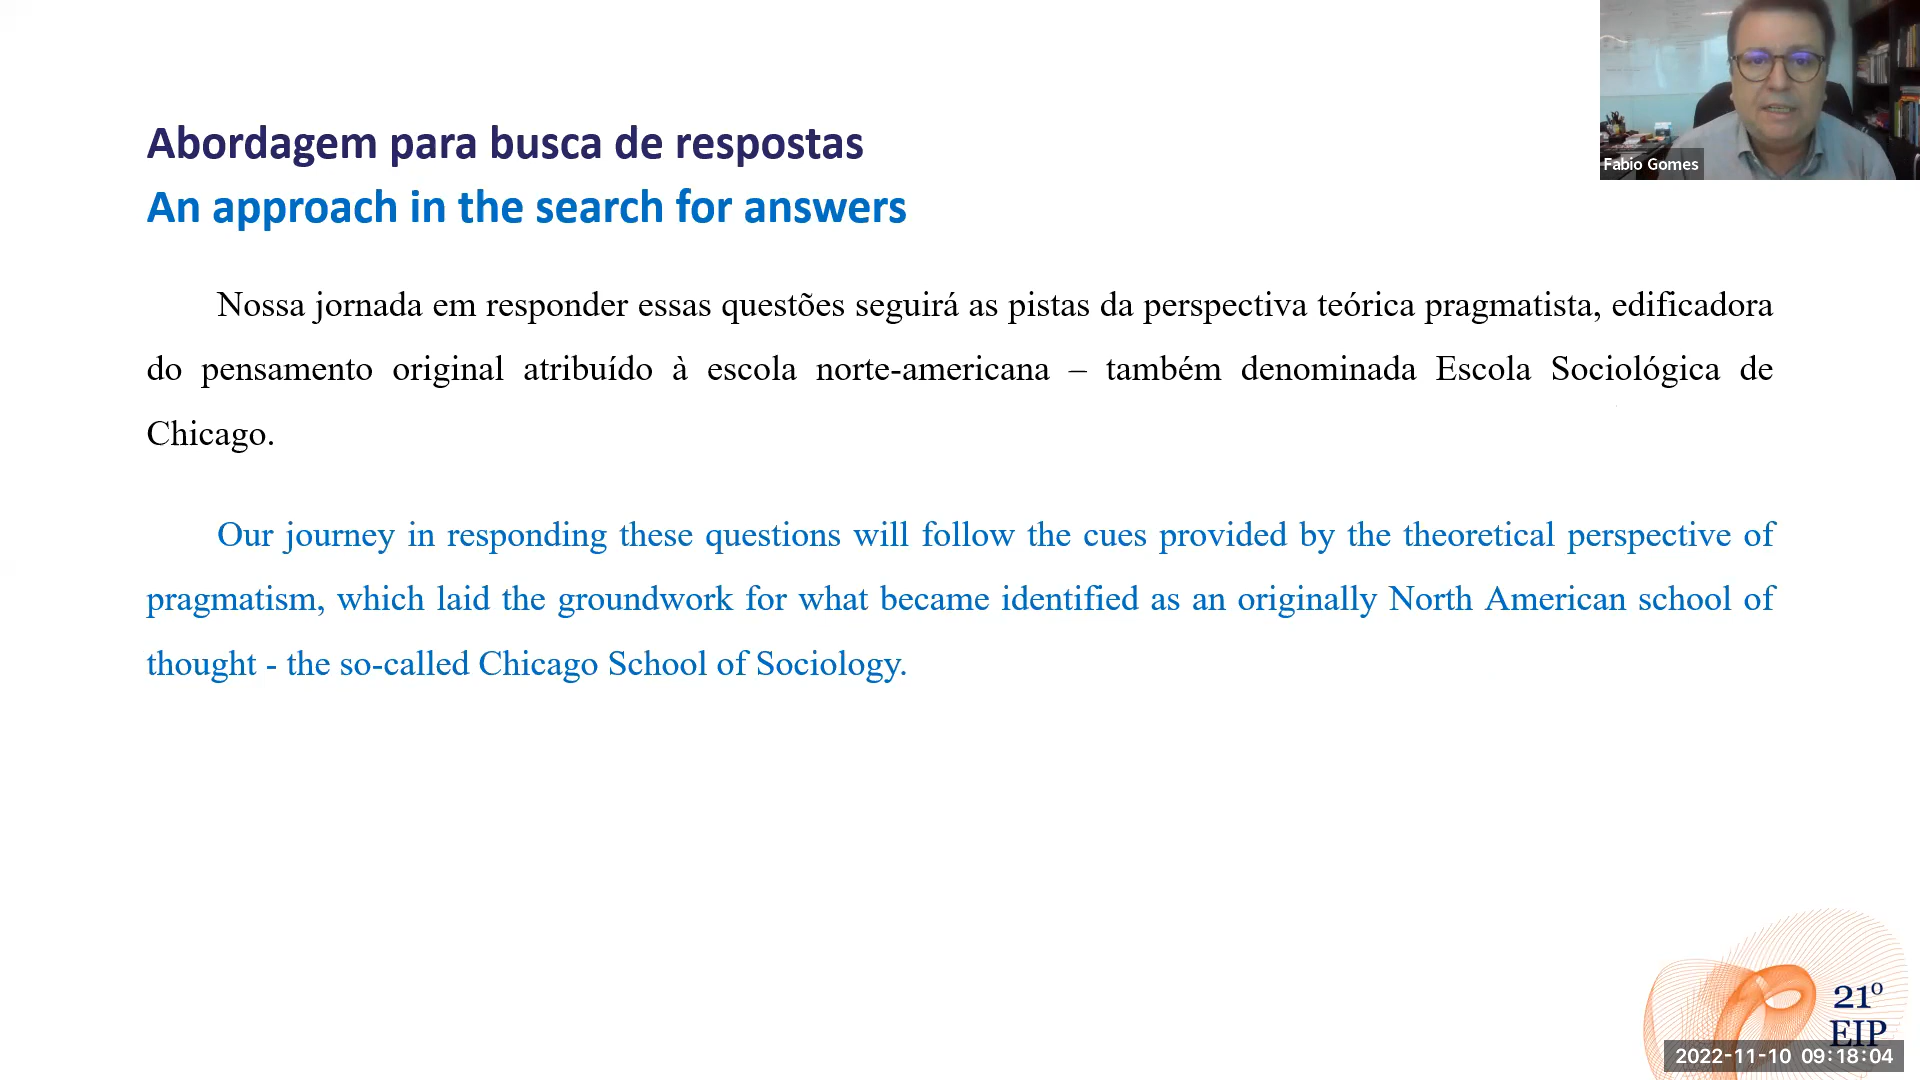 Abordagem para busca de respostas
An approach in the search for answers
Nossa jornada em responder essas questões seguirá as pistas da perspectiva teórica pragmatista, edificadora
do pensamento original atribuído à escola norte-americana – também denominada Escola Sociológica de
Chicago.
Our journey in responding these questions will follow the cues provided by the theoretical perspective of
pragmatism, which laid the groundwork for what became identified as an originally North American school of
thought - the so-called Chicago School of Sociology.
Fabio Gomes
21º
EIP
2022-11-10 09:18:04